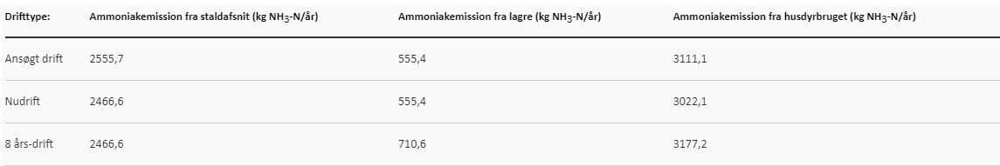 Drifttype: Ammoniakemission fra staldafsnit (kg NH3-N/år) Ammoniakemission fra lagre (kg NH3-N/år) Ammoniakemission fra husdyrbruget (kg NH3-N/år)
Ansøgt drift 2555,7 555,4 3111,1
Nudrift 2466,6 555,4 3022,1
8 års-drift 2466,6 710,6 3177,2